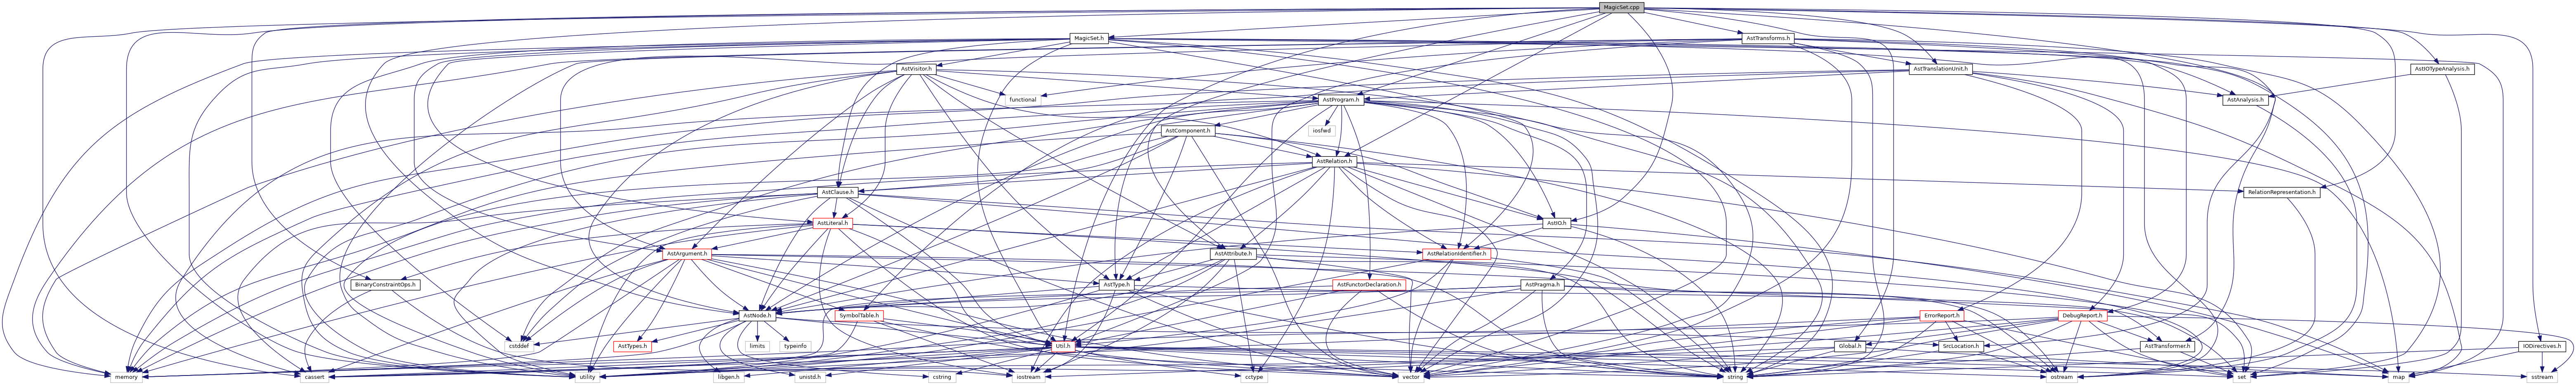 MagicSet.cpp
MagicSet.h
AstTransforms.h
AstVisitor.h
AstTranslationUnit.h
AstIOTypeAnalysis.h
functional
AstProgram.h
AstAnalysis.h
AstComponent.h
iosfwd
AstRelation.h
AstClause.h
RelationRepresentation.h
AstLiteral.h
AstIO.h
AstArgument.h
AstAttribute.h
AstRelationIdentifier.h
BinaryConstraintOps.h
AstType.h
AstFunctorDeclaration.h
AstPragma.h
AstNode.h
SymbolTable.h
ErrorReport.h
DebugReport.h
cstddef
AstTypes.h
limits
typeinfo
Util.h
Global.h
SrcLocation.h
AstTransformer.h
IODirectives.h
memory
cassert
utility
libgen.h
unistd.h
cstring
iostream
cctype
vector
string
ostream
set
map
sstream